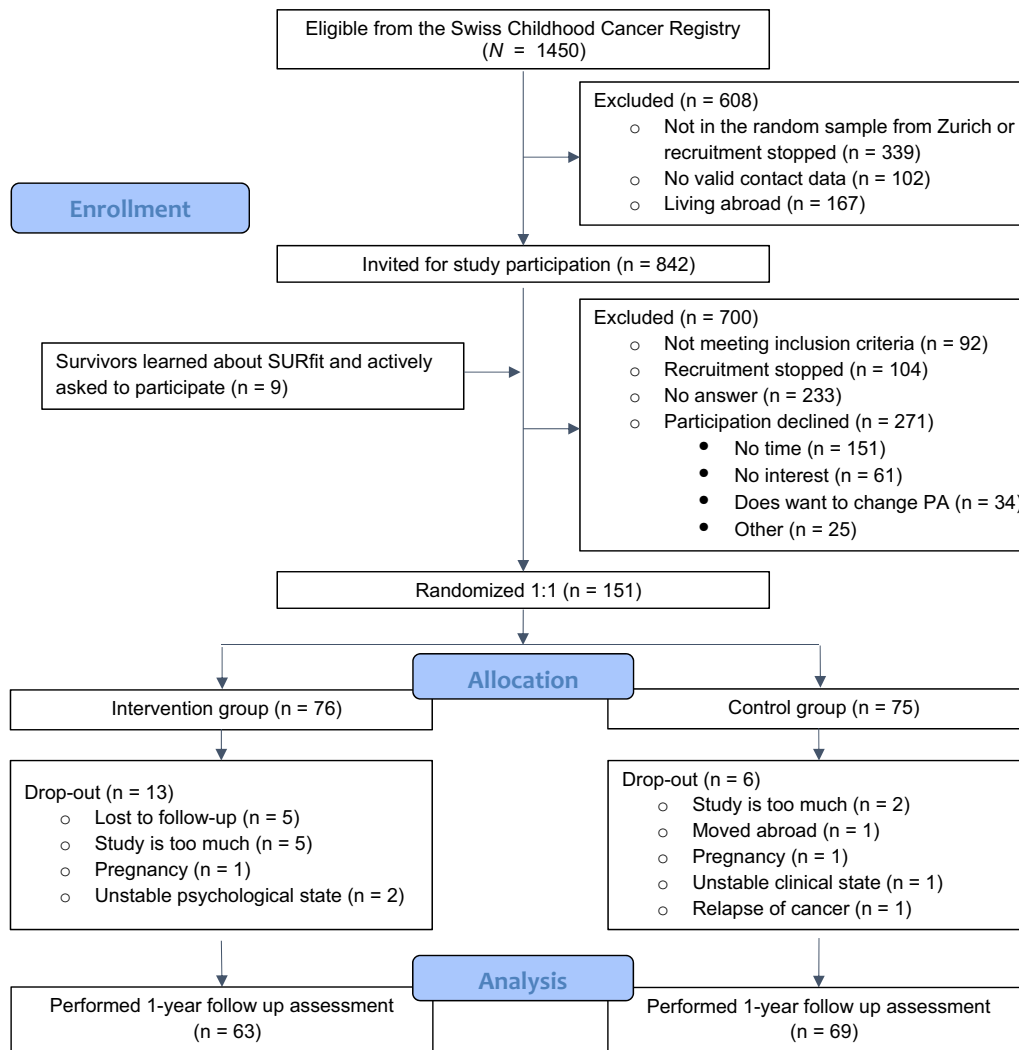 Eligible from the Swiss Childhood Cancer Registry
(N = 1450)
Excluded (n = 608)
o Not in the random sample from Zurich or
recruitment stopped (n = 339)
o No valid contact data (n = 102)
o Living abroad (n = 167)
Enrollment
Invited for study participation (n = 842)
Excluded (n = 700)
o Not meeting inclusion criteria (n = 92)
o Recruitment stopped (n = 104)
o No answer (n = 233)
o Participation declined (n = 271)
• No time (n = 151)
• No interest (n = 61)
• Does want to change PA (n = 34)
• Other (n = 25)
Survivors learned about SURfit and actively
asked to participate (n = 9)
Randomized 1:1 (n = 151)
Allocation
Intervention group (n = 76)
Control group (n = 75)
Drop-out (n = 13)
o Lost to follow-up (n = 5)
o Study is too much (n = 5)
o Pregnancy (n = 1)
o Unstable psychological state (n = 2)
Drop-out (n = 6)
o Study is too much (n = 2)
o Moved abroad (n = 1)
o Pregnancy (n = 1)
o Unstable clinical state (n = 1)
o Relapse of cancer (n = 1)
Analysis
Performed 1-year follow up assessment
(n = 63)
Performed 1-year follow up assessment
(n = 69)